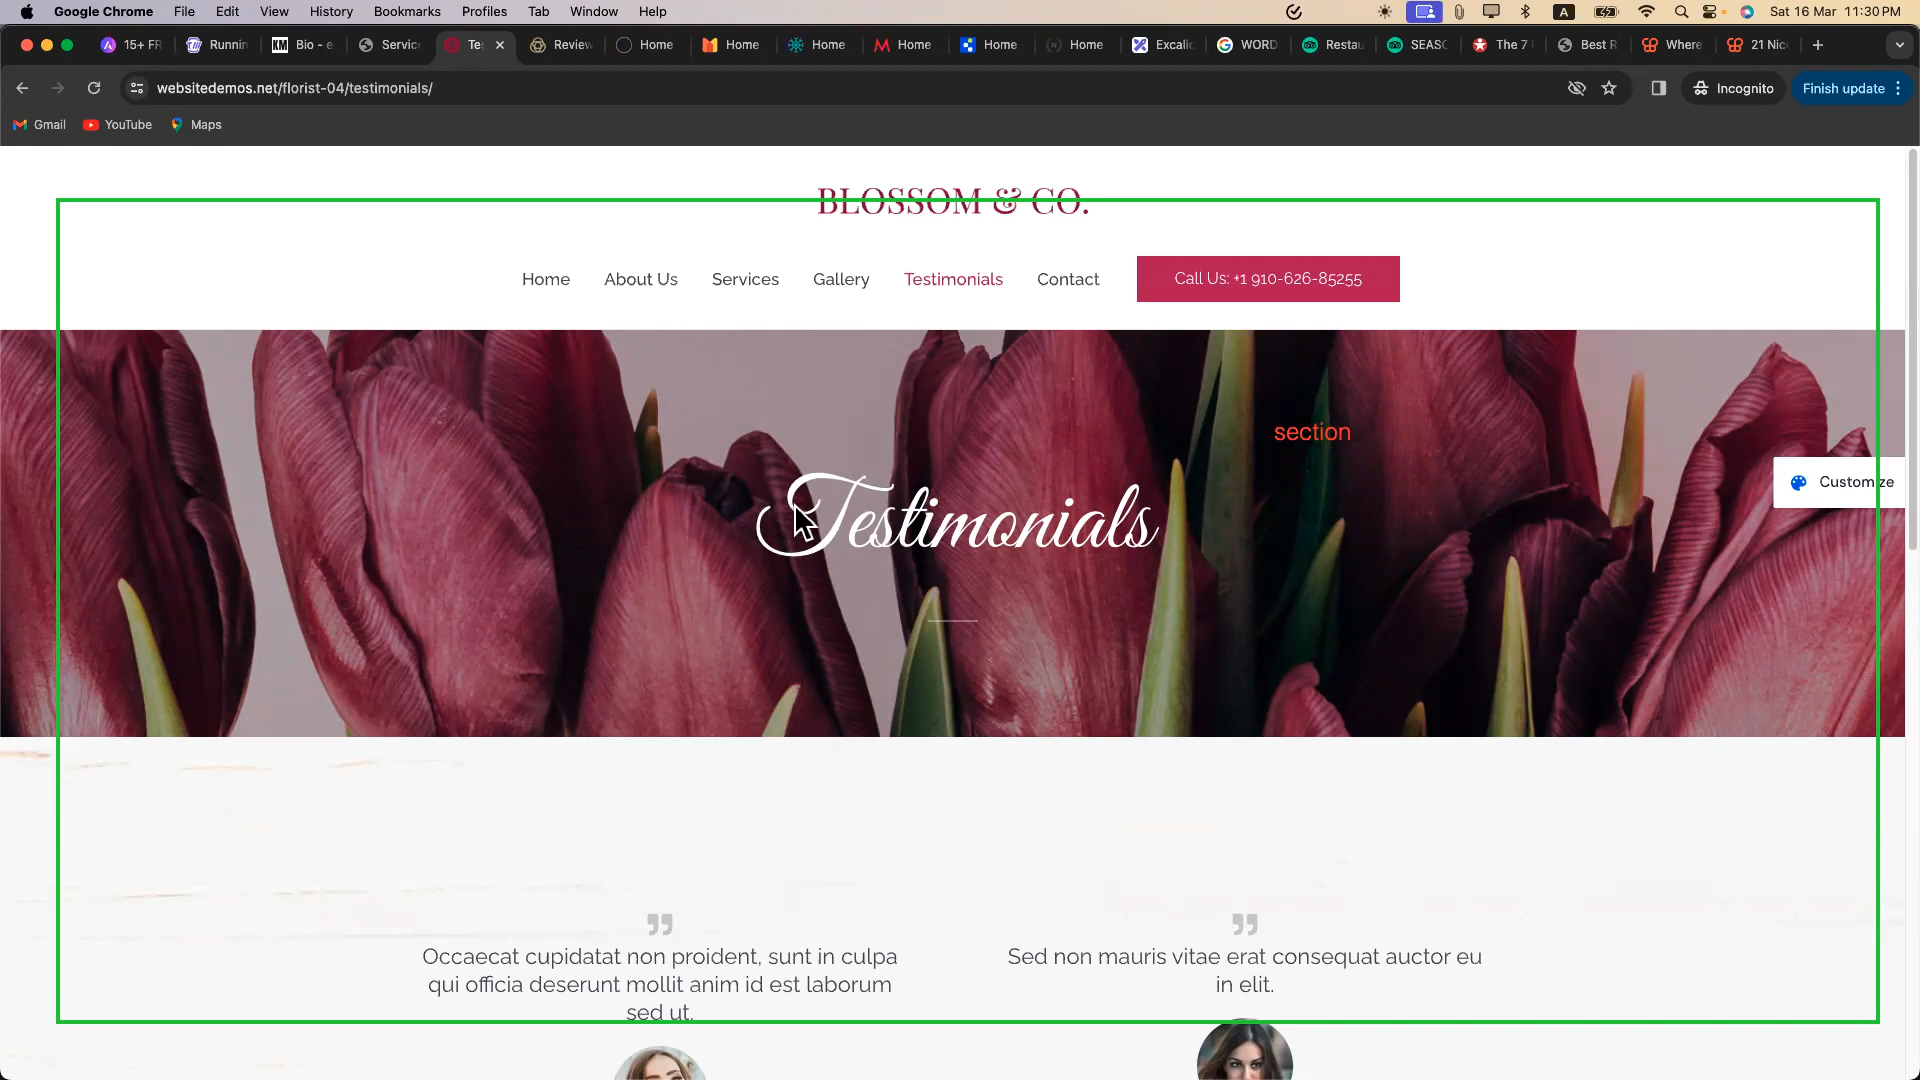 Google Chrome File Edit View History Bookmarks Profiles Tab Window Help A Sat 16 Mar 11:30 PM
15+ FR Runnin KM Bio - e Servic Te Review Home Home Home Home Home Home Excalid WORD Restau SEASO The 7 Best R Where 21 Nic
websitedemos.net/florist-04/testimonials/ Incognito Finish update
Gmail YouTube Maps
BLOSSOM & CO.
Home About Us Services Gallery Testimonials Contact Call Us: +1 910-626-85255
section
Customize
Testimonials
Occaecat cupidatat non proident, sunt in culpa
qui officia deserunt mollit anim id est laborum
sed ut.
Sed non mauris vitae erat consequat auctor eu
in elit.